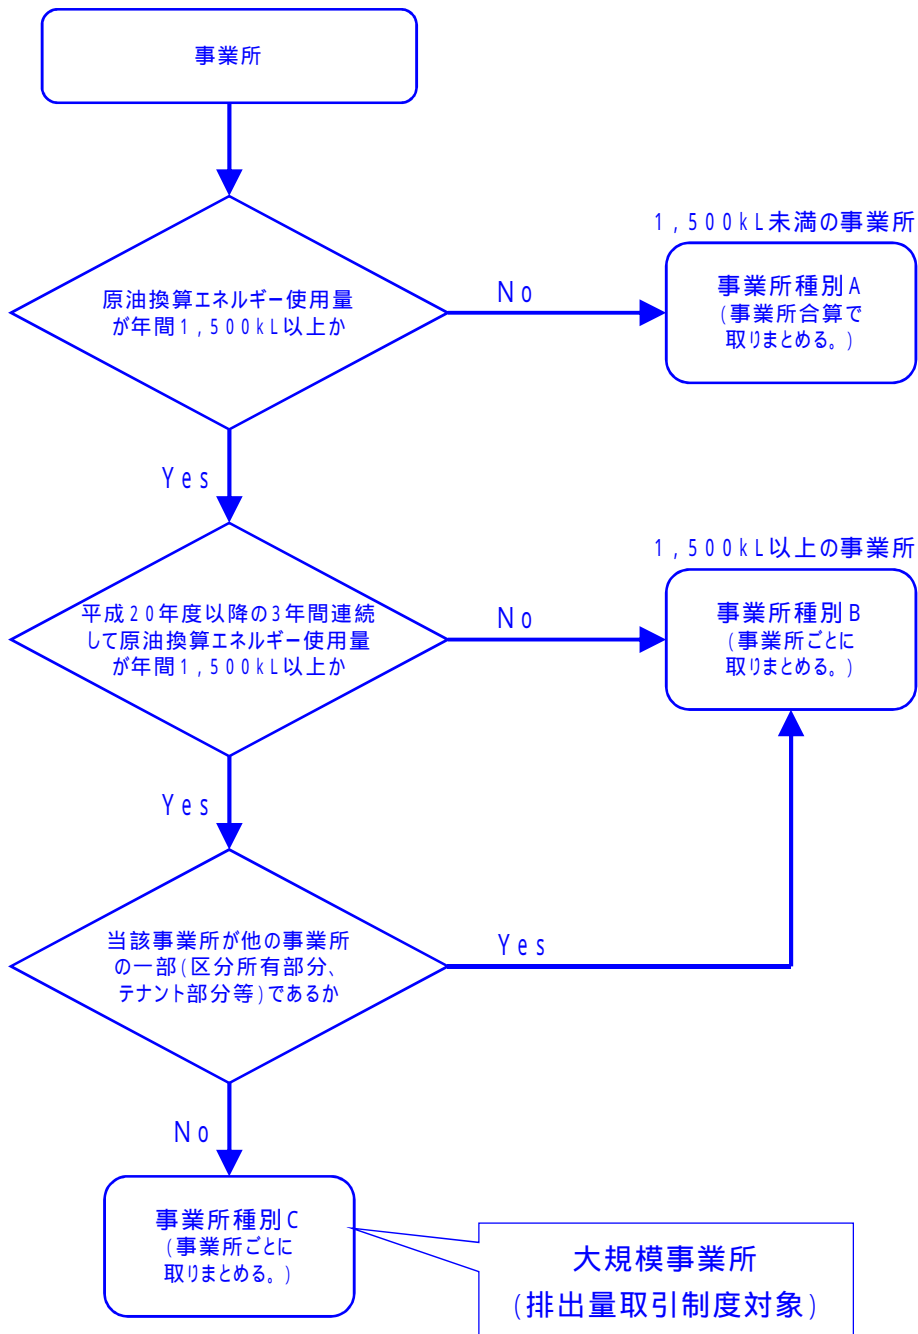 事業所
原油換算エネルギー使用量
が年間1,500kL以上か
No
1,500kL未満の事業所
事業所種別A
(事業所合算で
取りまとめる。)
Yes
平成20年度以降の3年間連続
して原油換算エネルギー使用量
が年間1,500kL以上か
No
1,500kL以上の事業所
事業所種別B
(事業所ごとに
取りまとめる。)
Yes
当該事業所が他の事業所
の一部(区分所有部分、
テナント部分等)であるか
Yes
No
事業所種別C
(事業所ごとに
取りまとめる。)
大規模事業所
(排出量取引制度対象)